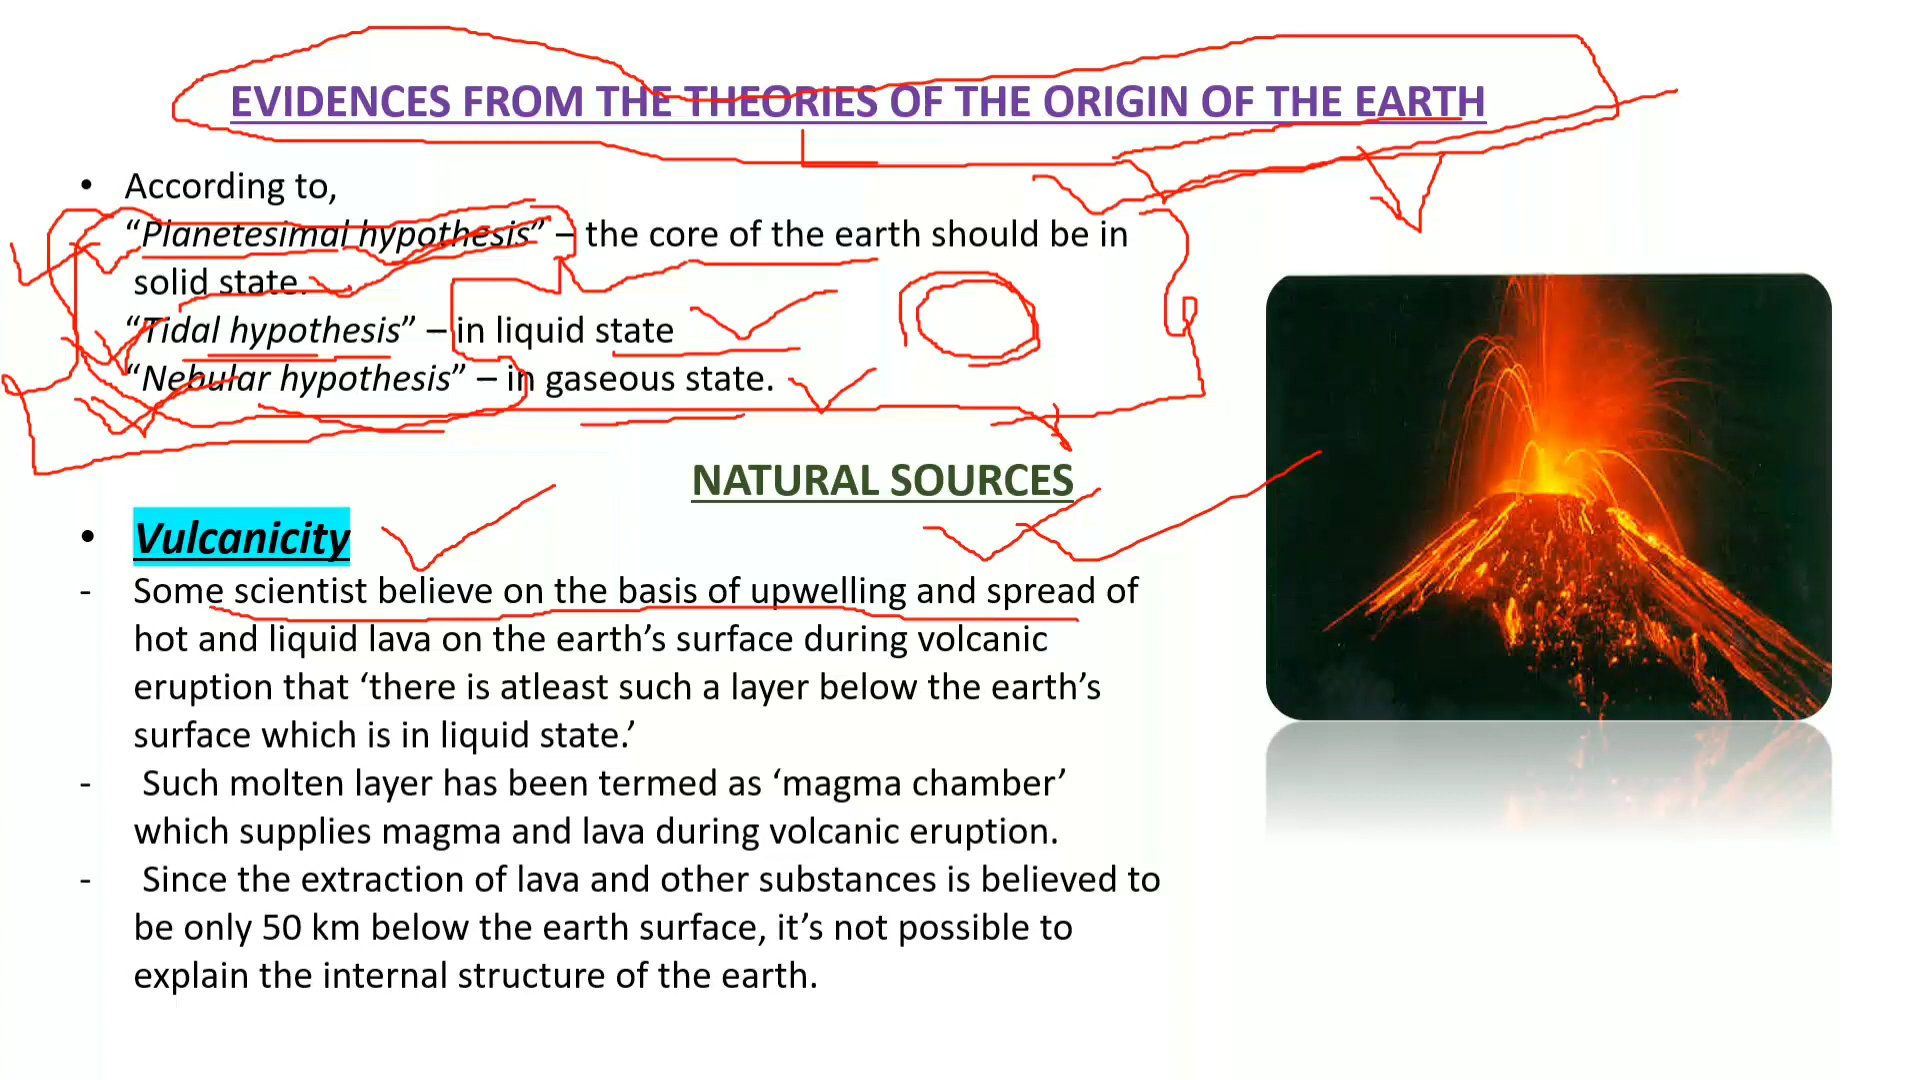 EVIDENCES FROM THE THEORIES OF THE ORIGIN OF THE EARTH
• According to,
“Planetesimal hypothesis” – the core of the earth should be in
solid state.
“Tidal hypothesis” – in liquid state
“Nebular hypothesis” – in gaseous state.
NATURAL SOURCES
• Vulcanicity
- Some scientist believe on the basis of upwelling and spread of
hot and liquid lava on the earth’s surface during volcanic
eruption that ‘there is atleast such a layer below the earth’s
surface which is in liquid state.’
- Such molten layer has been termed as ‘magma chamber’
which supplies magma and lava during volcanic eruption.
- Since the extraction of lava and other substances is believed to
be only 50 km below the earth surface, it’s not possible to
explain the internal structure of the earth.